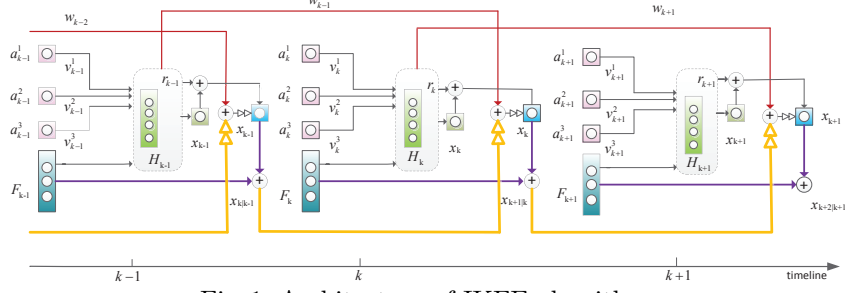 w_{k-2} w_{k-1} w_{k+1}
a^1_{k-1} v^1_{k-1} r_{k-1} + a^1_k v^1_k r_k + a^1_{k+1} v^1_{k+1} r_{k+1} +
a^2_{k-1} v^2_{k-1} + x_{k-1} a^2_k v^2_k + x_k a^2_{k+1} v^2_{k+1} + x_{k+1}
a^3_{k-1} v^3_{k-1} x_{k-1} a^3_k v^3_k x_k a^3_{k+1} v^3_{k+1} x_{k+1}
H_{k-1} H_k H_{k+1}
F_{k-1} + F_k + F_{k+1} +
x_{k|k-1} x_{k+1|k} x_{k+2|k+1}
k−1 k k+1 timeline